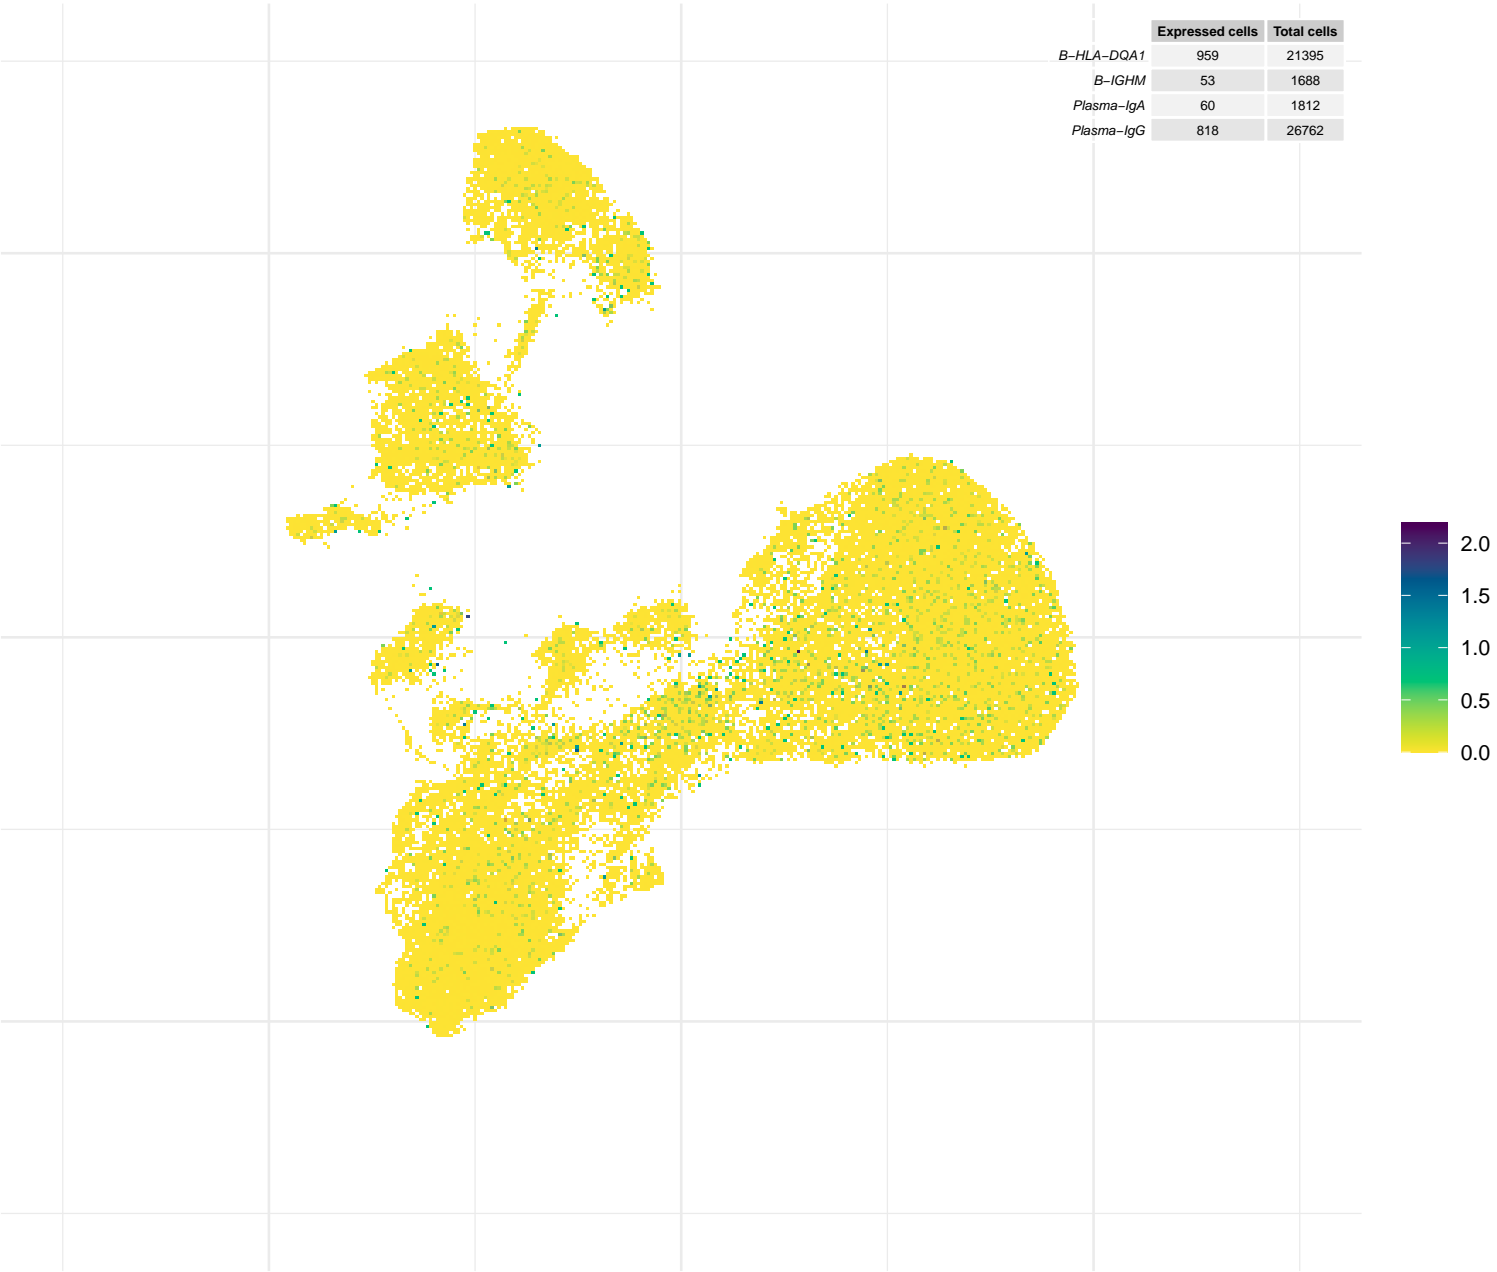 Expressed cells Total cells
B−HLA−DQA1 959 21395
B−IGHM 53 1688
Plasma−IgA 60 1812
Plasma−IgG 818 26762
2.0
1.5
1.0
0.5
0.0